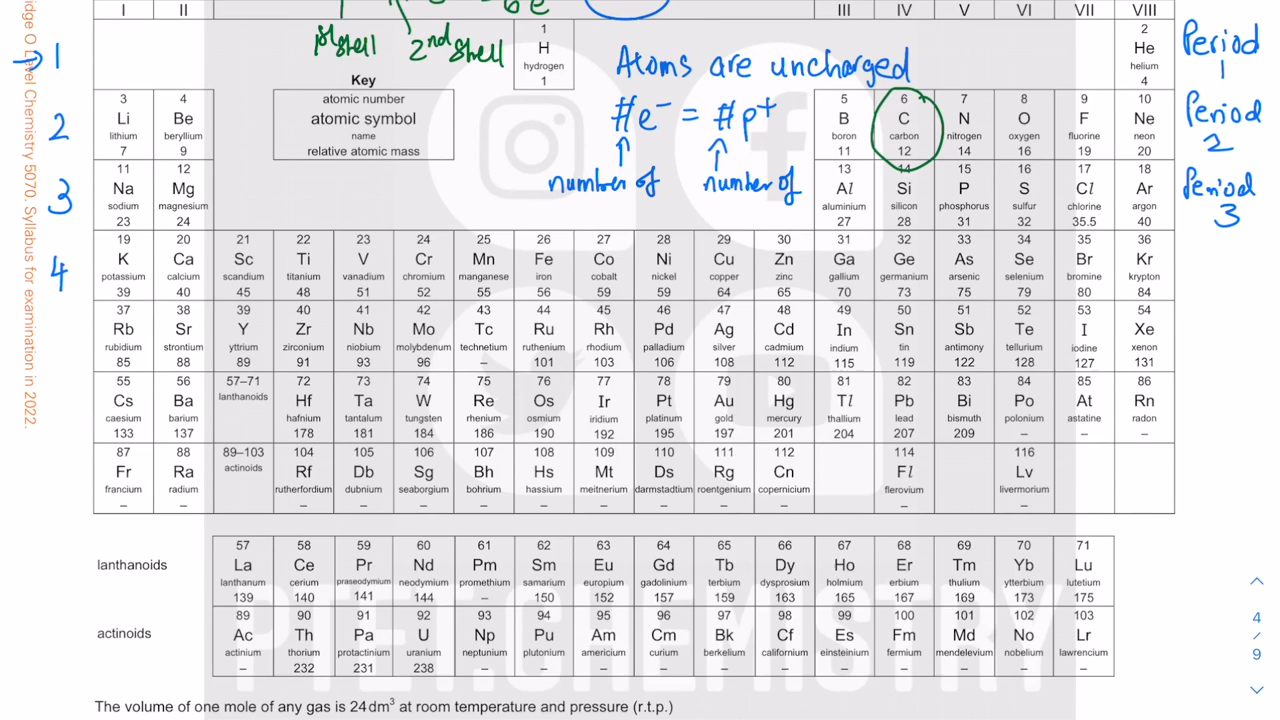 6 e
1st shell 2nd shell
I II III IV V VI VII VIII
1 2
→ 1 H He Period 1
hydrogen helium
Key 1 4
Atoms are uncharged
3 4 atomic number 5 6 7 8 9 10
2 Li Be atomic symbol B C N O F Ne Period 2
lithium beryllium name boron carbon nitrogen oxygen fluorine neon
7 9 relative atomic mass 11 12 14 16 19 20
#e⁻ = #p⁺
↑ ↑
number of number of
11 12 13 14 15 16 17 18
3 Na Mg Al Si P S Cl Ar Period 3
sodium magnesium aluminium silicon phosphorus sulfur chlorine argon
23 24 27 28 31 32 35.5 40
19 20 21 22 23 24 25 26 27 28 29 30 31 32 33 34 35 36
4 K Ca Sc Ti V Cr Mn Fe Co Ni Cu Zn Ga Ge As Se Br Kr
potassium calcium scandium titanium vanadium chromium manganese iron cobalt nickel copper zinc gallium germanium arsenic selenium bromine krypton
39 40 45 48 51 52 55 56 59 59 64 65 70 73 75 79 80 84
37 38 39 40 41 42 43 44 45 46 47 48 49 50 51 52 53 54
Rb Sr Y Zr Nb Mo Tc Ru Rh Pd Ag Cd In Sn Sb Te I Xe
rubidium strontium yttrium zirconium niobium molybdenum technetium ruthenium rhodium palladium silver cadmium indium tin antimony tellurium iodine xenon
85 88 89 91 93 96 – 101 103 106 108 112 115 119 122 128 127 131
55 56 57–71 72 73 74 75 76 77 78 79 80 81 82 83 84 85 86
Cs Ba lanthanoids Hf Ta W Re Os Ir Pt Au Hg Tl Pb Bi Po At Rn
caesium barium hafnium tantalum tungsten rhenium osmium iridium platinum gold mercury thallium lead bismuth polonium astatine radon
133 137 178 181 184 186 190 192 195 197 201 204 207 209 – – –
87 88 89–103 104 105 106 107 108 109 110 111 112 114 116
Fr Ra actinoids Rf Db Sg Bh Hs Mt Ds Rg Cn Fl Lv
francium radium rutherfordium dubnium seaborgium bohrium hassium meitnerium darmstadtium roentgenium copernicium flerovium livermorium
– – – – – – – – – – – – –
57 58 59 60 61 62 63 64 65 66 67 68 69 70 71
lanthanoids La Ce Pr Nd Pm Sm Eu Gd Tb Dy Ho Er Tm Yb Lu
lanthanum cerium praseodymium neodymium promethium samarium europium gadolinium terbium dysprosium holmium erbium thulium ytterbium lutetium
139 140 141 144 – 150 152 157 159 163 165 167 169 173 175
89 90 91 92 93 94 95 96 97 98 99 100 101 102 103
actinoids Ac Th Pa U Np Pu Am Cm Bk Cf Es Fm Md No Lr
actinium thorium protactinium uranium neptunium plutonium americium curium berkelium californium einsteinium fermium mendelevium nobelium lawrencium
– 232 231 238 – – – – – – – – – – –
The volume of one mole of any gas is 24 dm³ at room temperature and pressure (r.t.p.)
idge O Level Chemistry 5070. Syllabus for examination in 2022.
PTET.CHEMISTRY
4
/
9